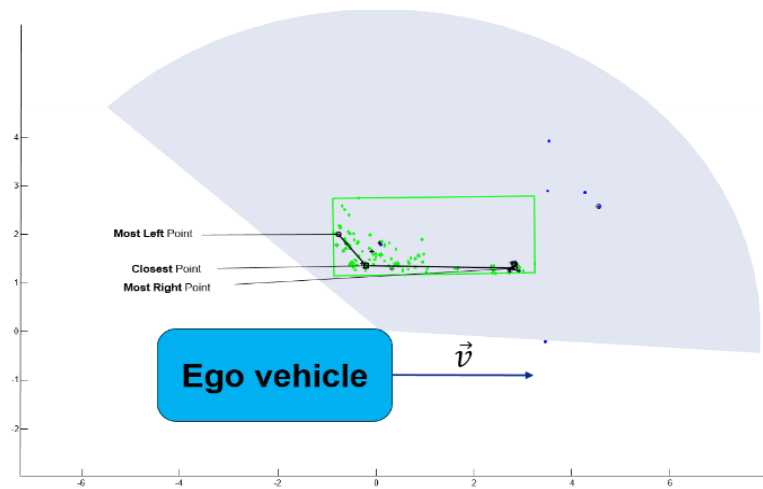 4
3
2
Most Left Point
Closest Point
1
Most Right Point
0
Ego vehicle
v⃗
-1
-2
-6
-4
-2
0
2
4
6